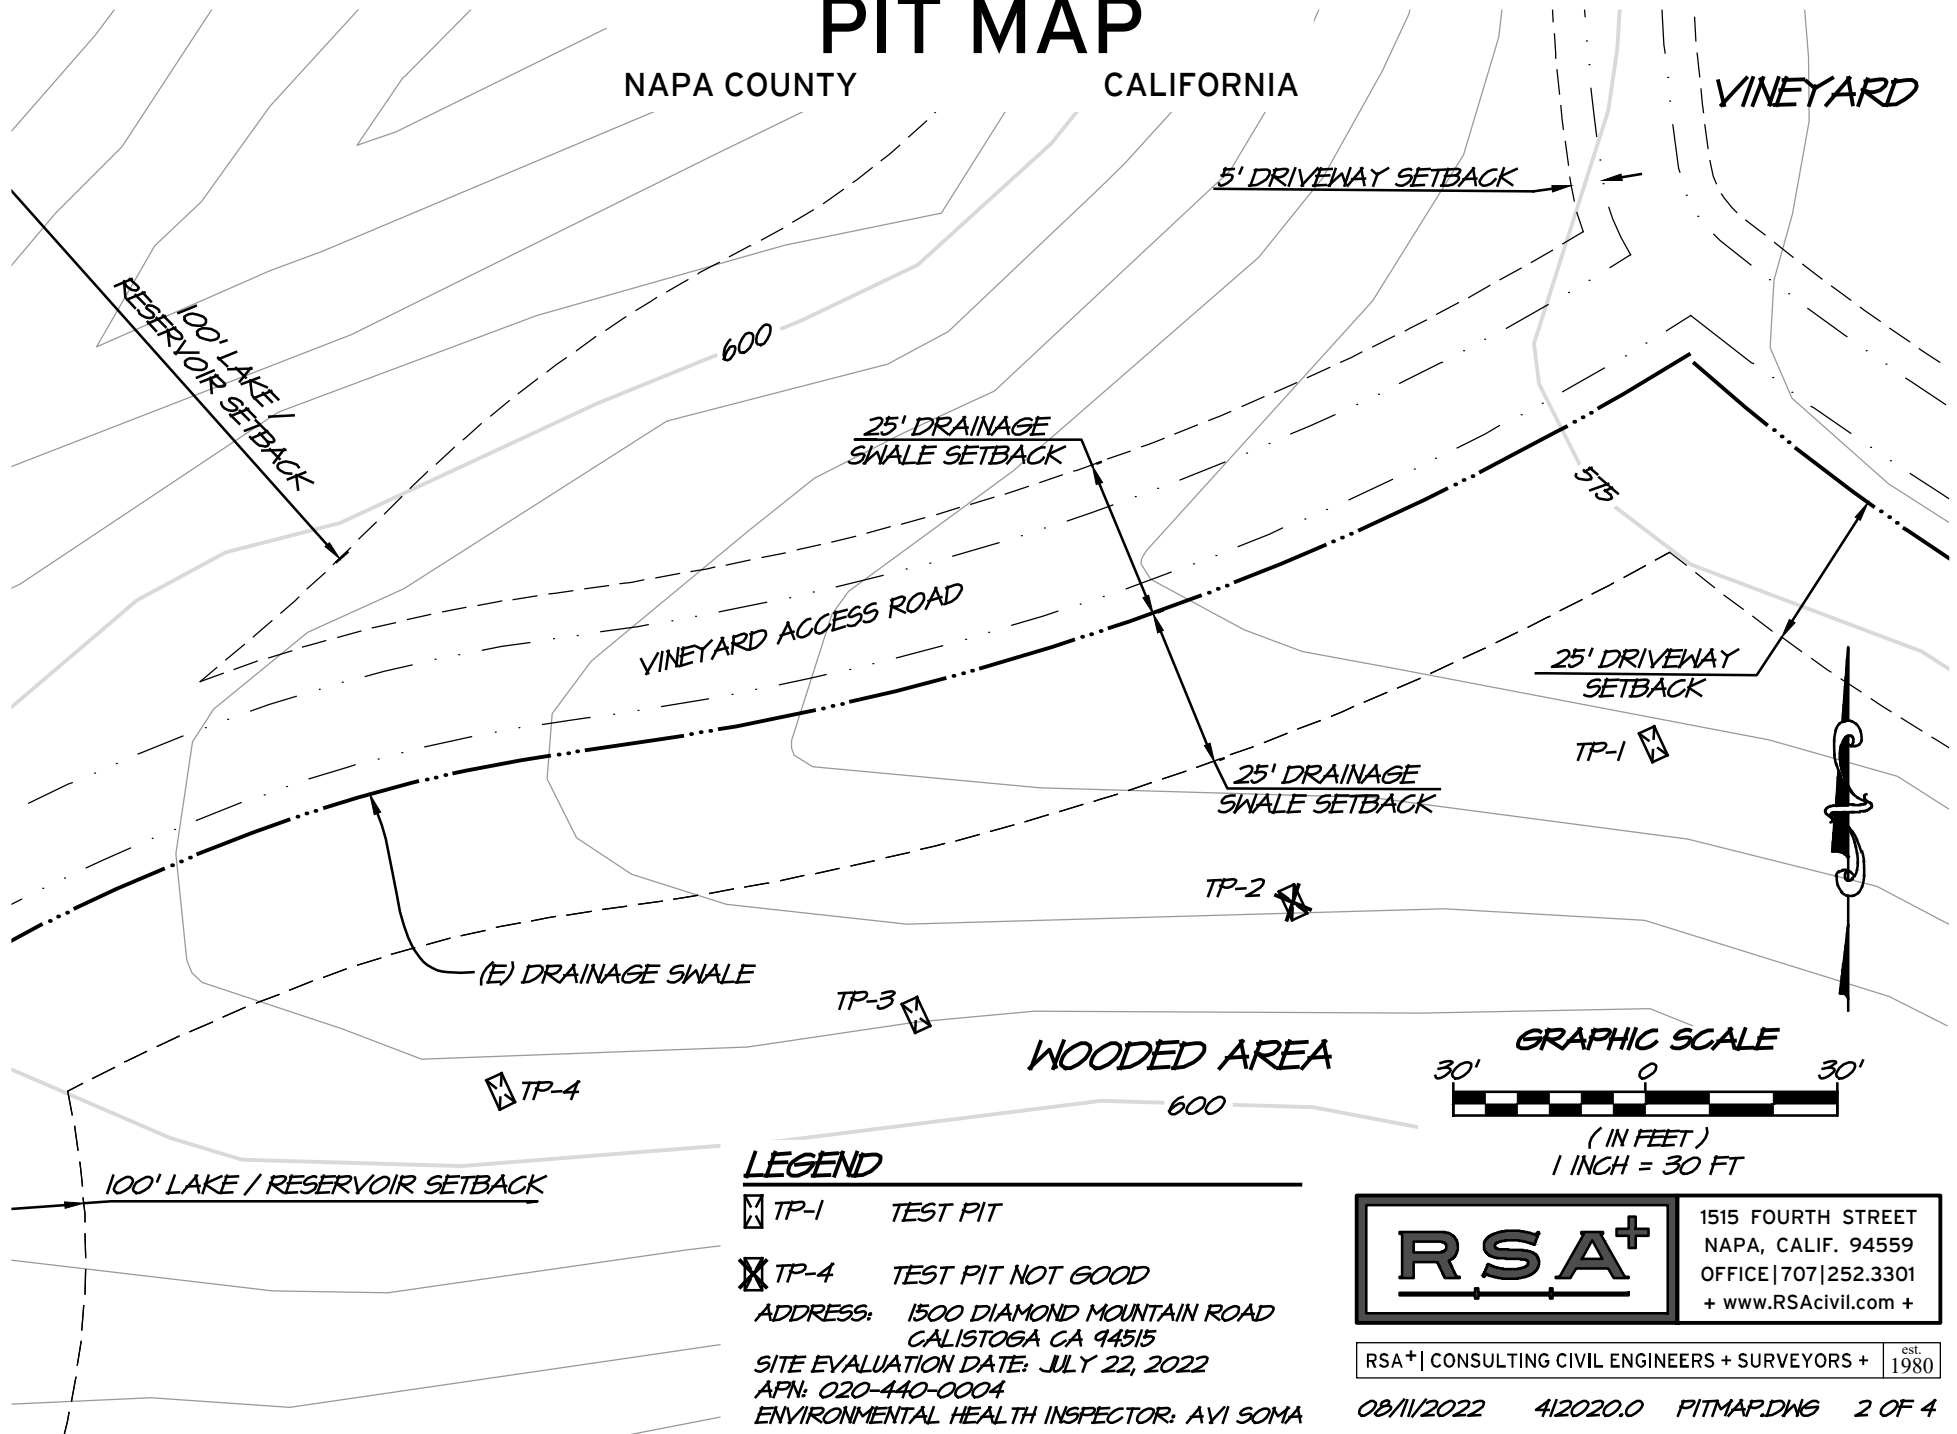 PIT MAP
NAPA COUNTY CALIFORNIA
VINEYARD
5' DRIVEWAY SETBACK
100' LAKE /
RESERVOIR SETBACK
600
25' DRAINAGE
SWALE SETBACK
575
VINEYARD ACCESS ROAD
25' DRIVEWAY
SETBACK
TP-1
25' DRAINAGE
SWALE SETBACK
TP-2
(E) DRAINAGE SWALE
TP-3
WOODED AREA
TP-4
600
GRAPHIC SCALE
30' 0 30'
( IN FEET )
1 INCH = 30 FT
100' LAKE / RESERVOIR SETBACK
LEGEND
TP-1 TEST PIT
TP-4 TEST PIT NOT GOOD
ADDRESS: 1500 DIAMOND MOUNTAIN ROAD
CALISTOGA CA 94515
SITE EVALUATION DATE: JULY 22, 2022
APN: 020-440-0004
ENVIRONMENTAL HEALTH INSPECTOR: AVI SOMA
RSA+
1515 FOURTH STREET
NAPA, CALIF. 94559
OFFICE|707|252.3301
+ www.RSAcivil.com +
RSA+| CONSULTING CIVIL ENGINEERS + SURVEYORS +
est.
1980
08/11/2022 412020.0 PITMAP.DWG 2 OF 4